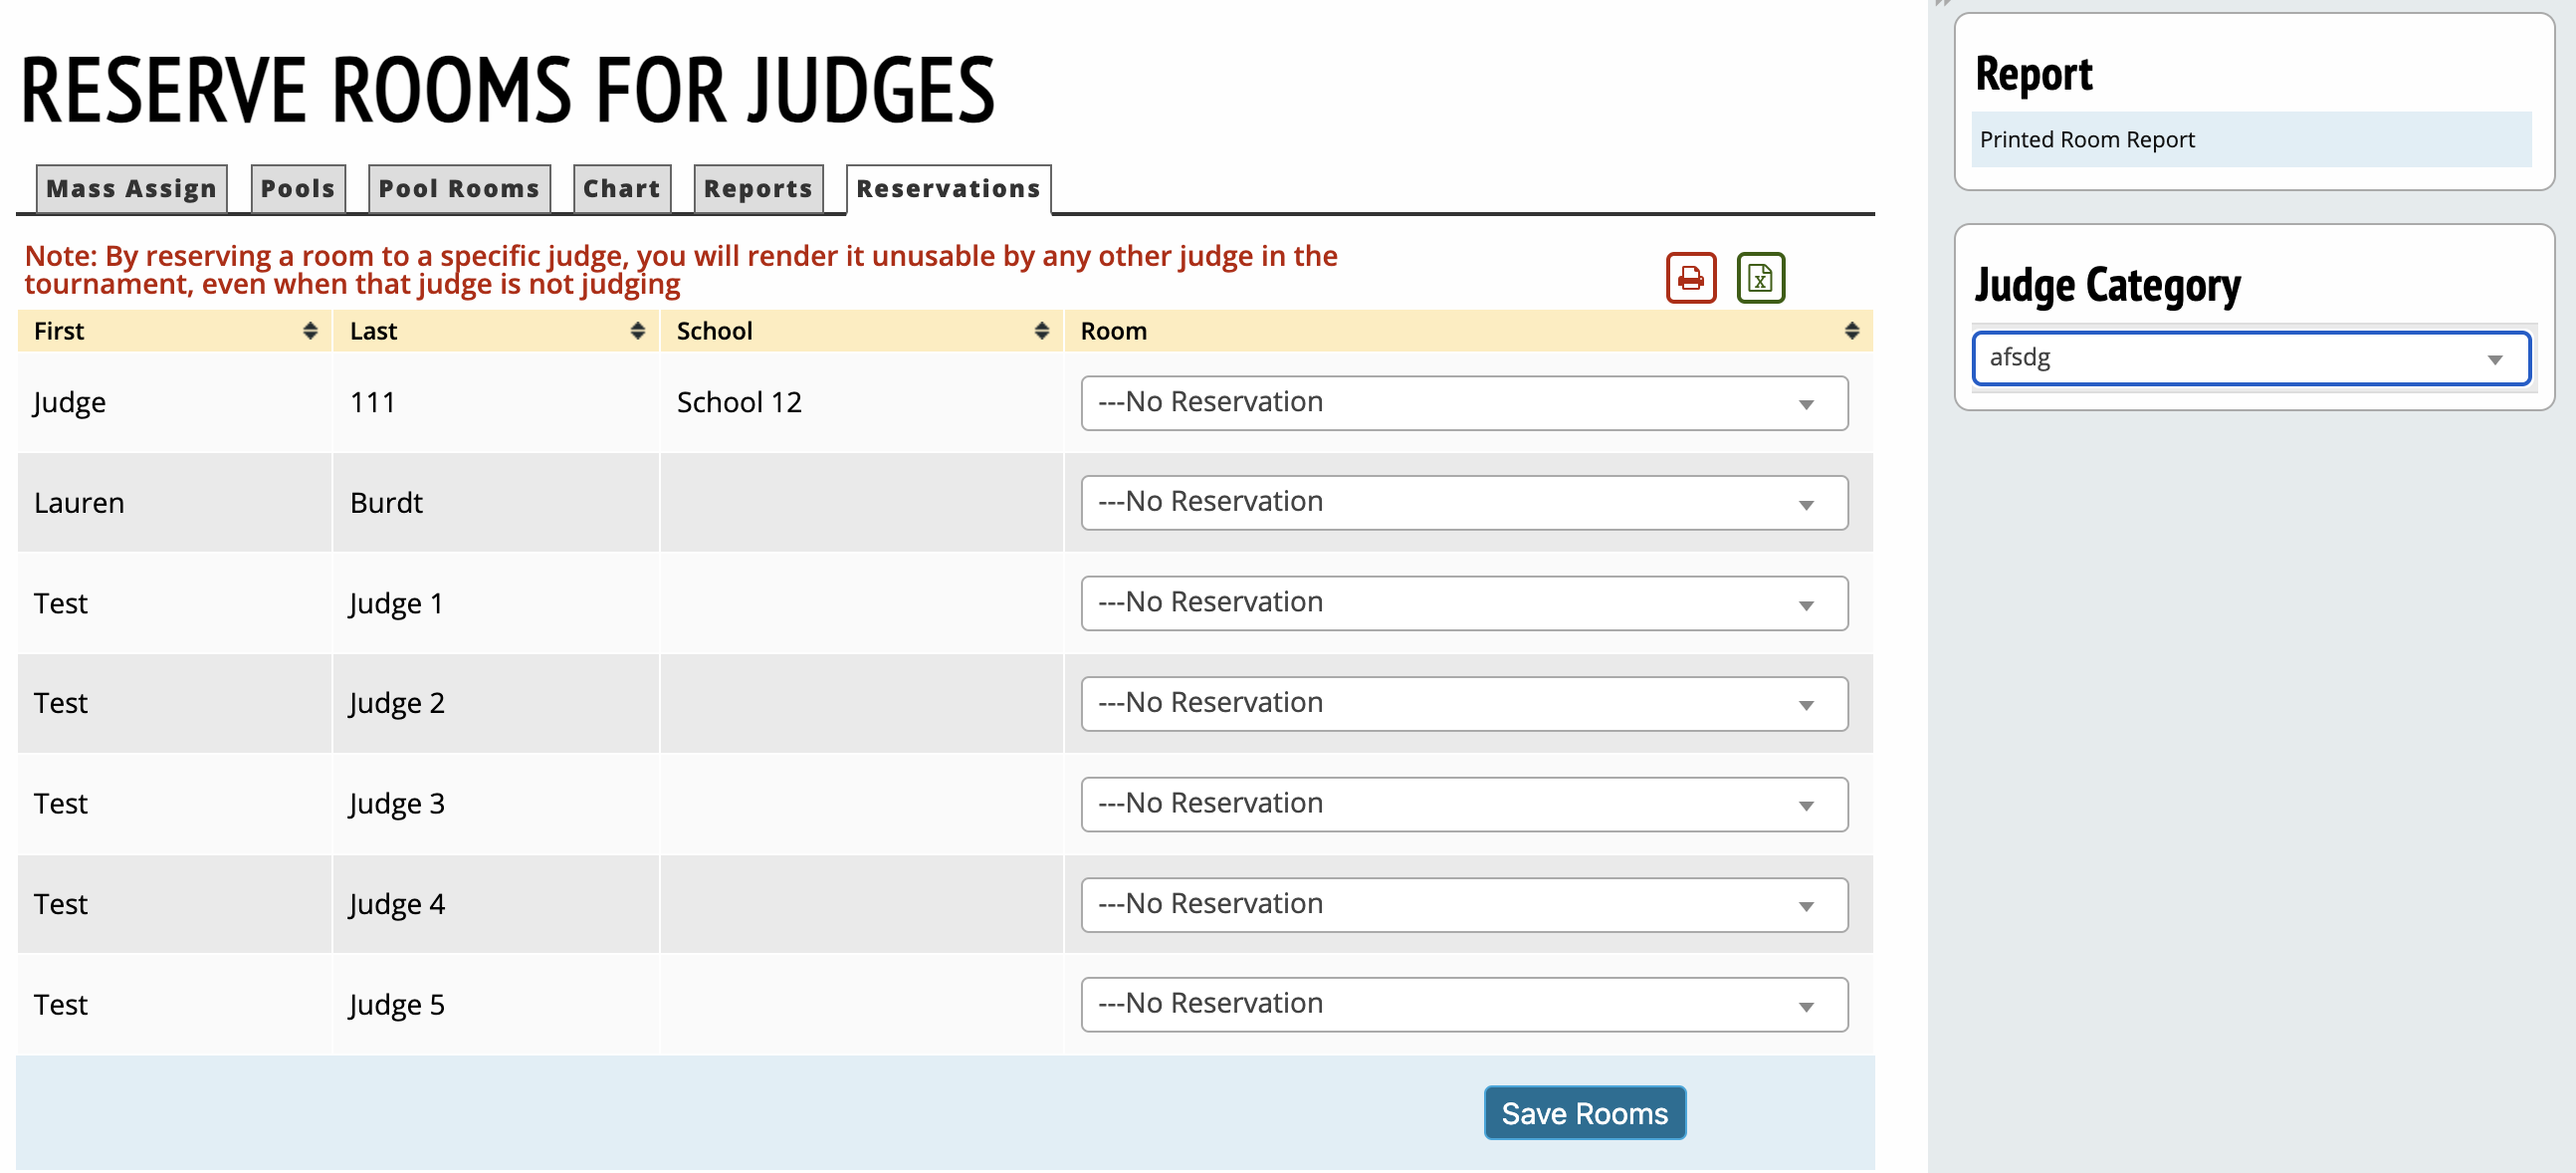 RESERVE ROOMS FOR JUDGES
Mass Assign Pools Pool Rooms Chart Reports Reservations
Note: By reserving a room to a specific judge, you will render it unusable by any other judge in the
tournament, even when that judge is not judging
First Last School Room
Judge 111 School 12 ---No Reservation
Lauren Burdt ---No Reservation
Test Judge 1 ---No Reservation
Test Judge 2 ---No Reservation
Test Judge 3 ---No Reservation
Test Judge 4 ---No Reservation
Test Judge 5 ---No Reservation
Save Rooms
Report
Printed Room Report
Judge Category
afsdg